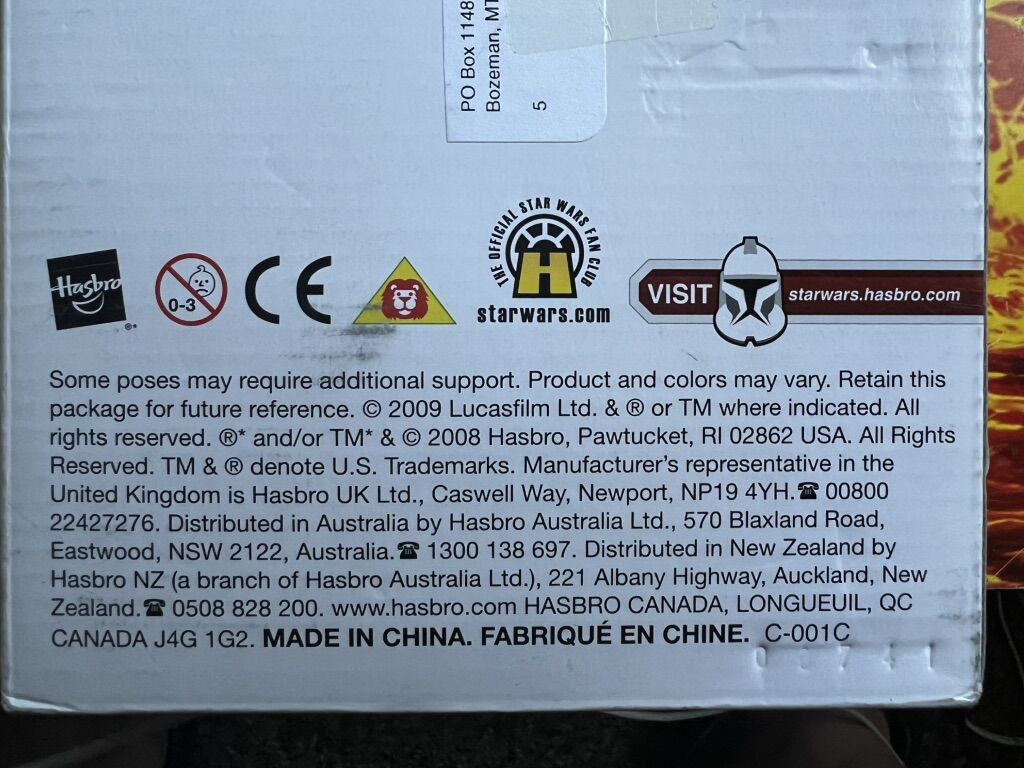 PO Box 1148
Bozeman, MT
5
THE OFFICIAL STAR WARS FAN CLUB
H
starwars.com
Hasbro
®*
0-3
CE
VISIT starwars.hasbro.com
Some poses may require additional support. Product and colors may vary. Retain this
package for future reference. © 2009 Lucasfilm Ltd. & ® or TM where indicated. All
rights reserved. ®* and/or TM* & © 2008 Hasbro, Pawtucket, RI 02862 USA. All Rights
Reserved. TM & ® denote U.S. Trademarks. Manufacturer’s representative in the
United Kingdom is Hasbro UK Ltd., Caswell Way, Newport, NP19 4YH.☎ 00800
22427276. Distributed in Australia by Hasbro Australia Ltd., 570 Blaxland Road,
Eastwood, NSW 2122, Australia.☎ 1300 138 697. Distributed in New Zealand by
Hasbro NZ (a branch of Hasbro Australia Ltd.), 221 Albany Highway, Auckland, New
Zealand.☎ 0508 828 200. www.hasbro.com HASBRO CANADA, LONGUEUIL, QC
CANADA J4G 1G2. MADE IN CHINA. FABRIQUÉ EN CHINE. C-001C